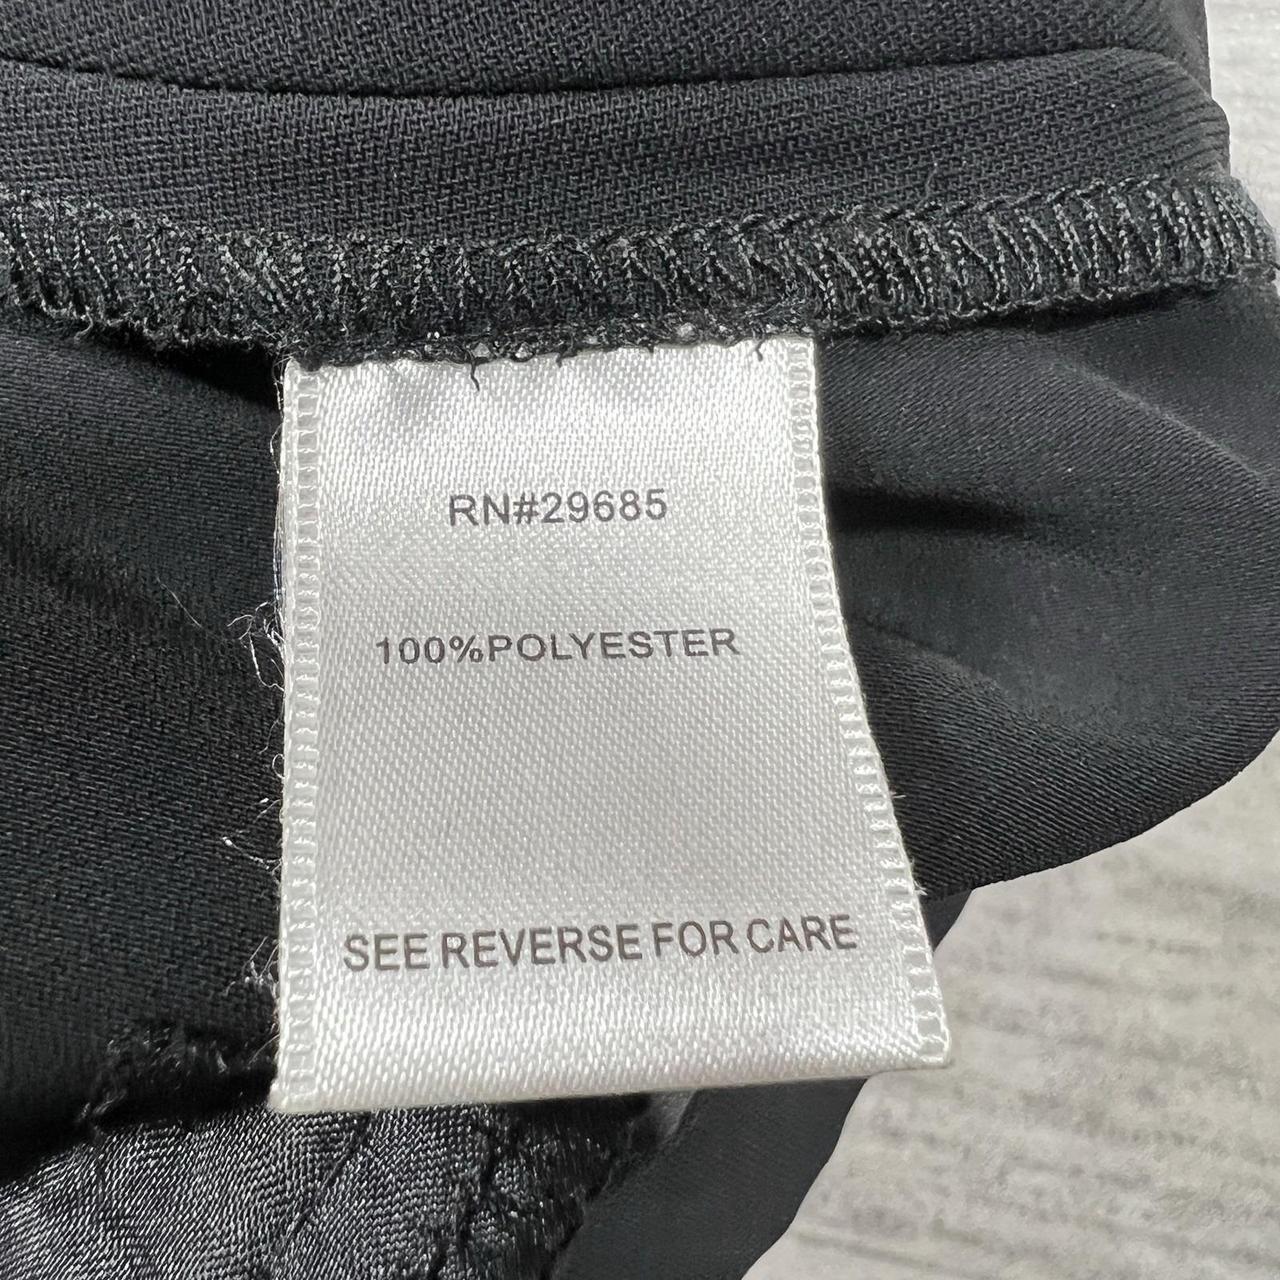 RN#29685
100%POLYESTER
SEE REVERSE FOR CARE